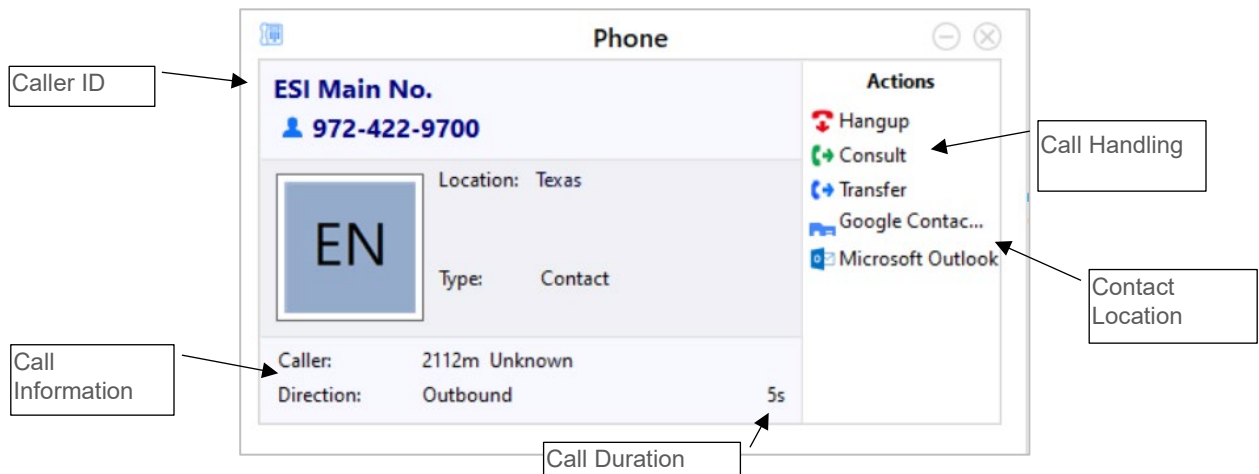 Phone
Caller ID
ESI Main No.
972-422-9700
EN
Location: Texas
Type: Contact
Caller: 2112m Unknown
Direction: Outbound 5s
Actions
Hangup
Consult
Transfer
Google Contac...
Microsoft Outlook
Call Handling
Contact
Location
Call
Information
Call Duration